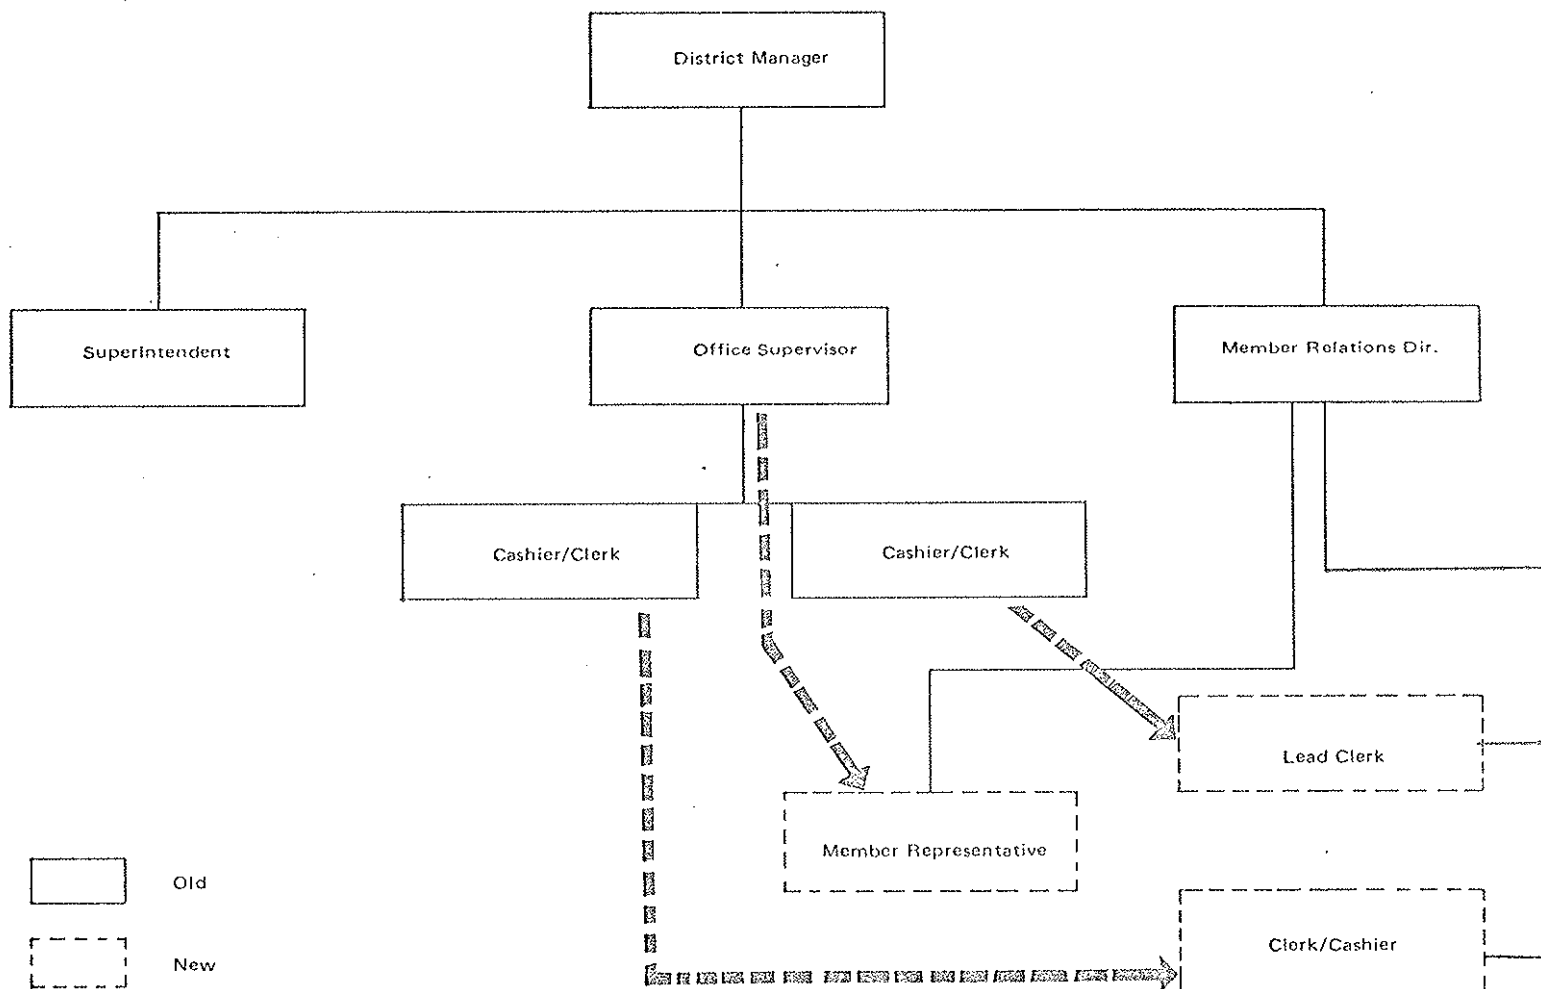 District Manager
Superintendent
Office Supervisor
Member Relations Dir.
Cashier/Clerk
Cashier/Clerk
Lead Clerk
Member Representative
Old
Clerk/Cashier
New